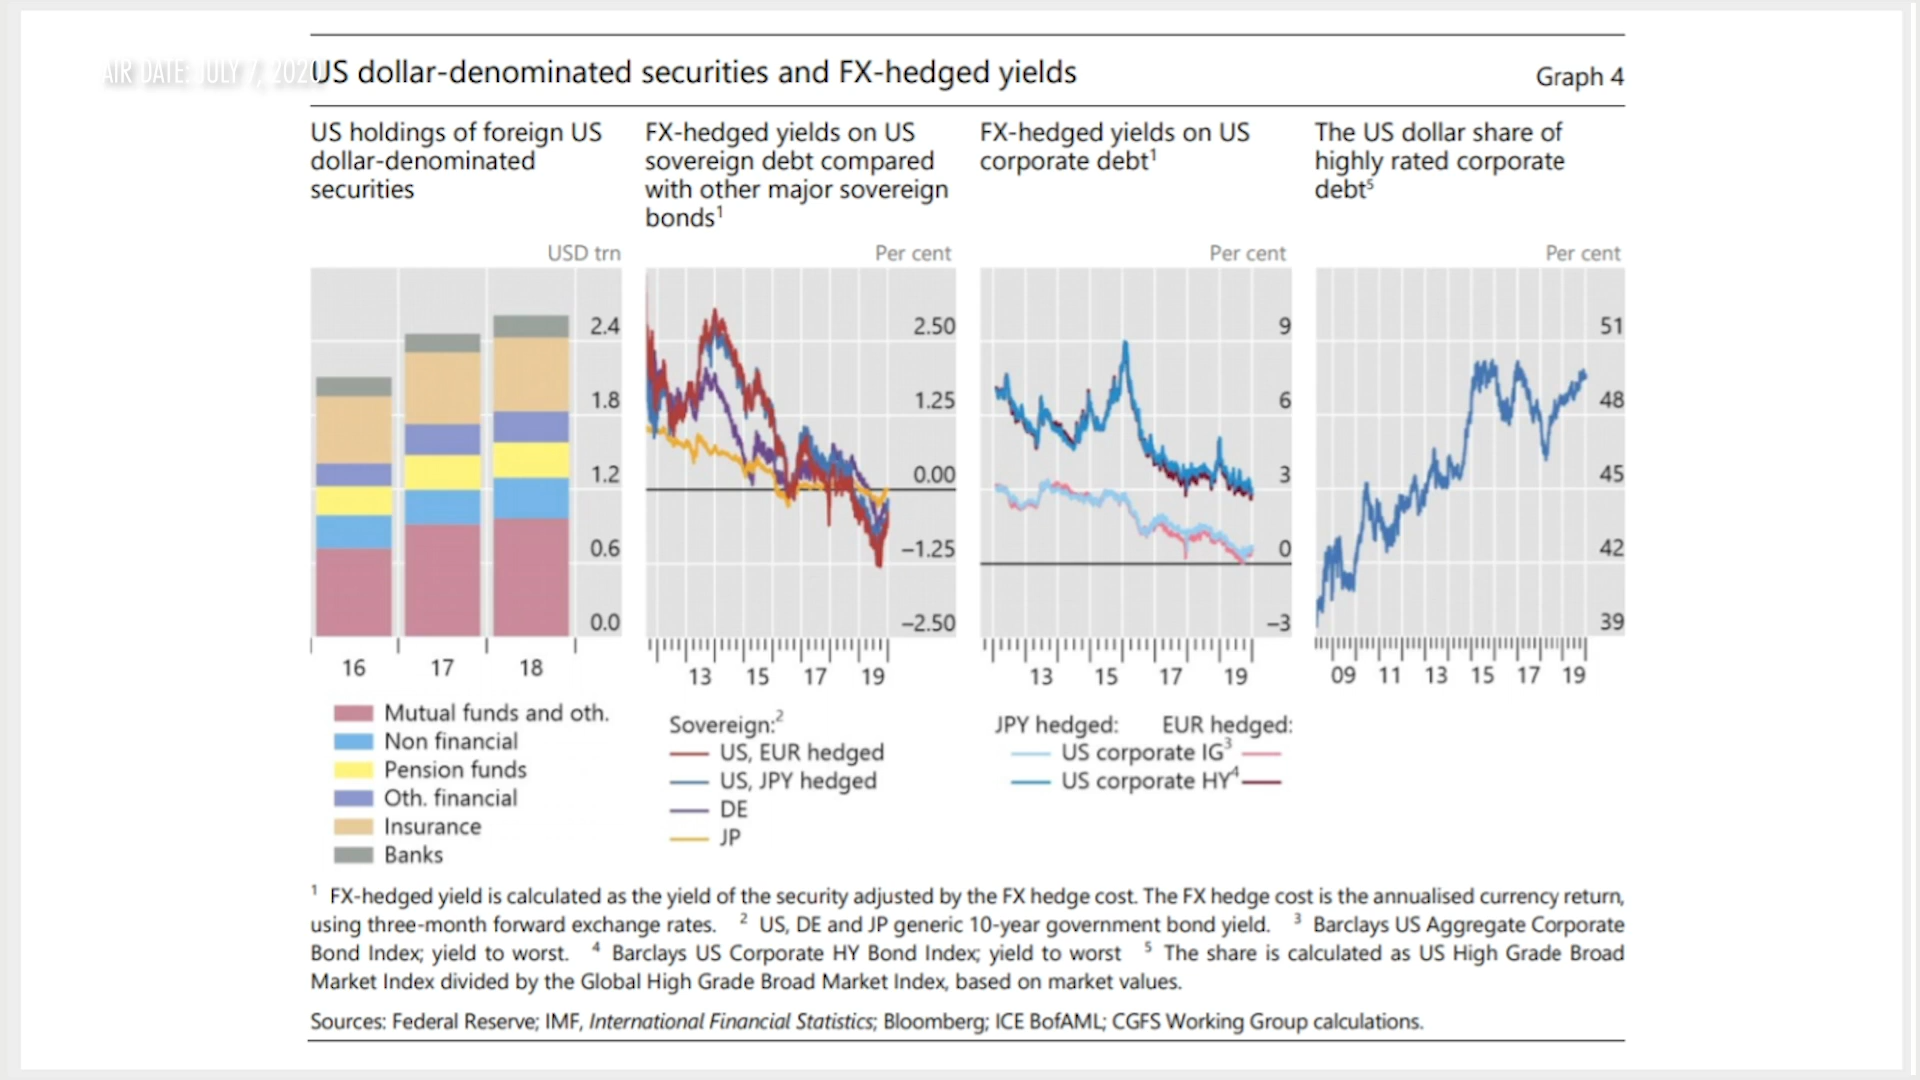 AIR DATE: JULY 7, 2020
US dollar-denominated securities and FX-hedged yields
Graph 4
US holdings of foreign US
dollar-denominated
securities
USD trn
2.4
1.8
1.2
0.6
0.0
16 17 18
Mutual funds and oth.
Non financial
Pension funds
Oth. financial
Insurance
Banks
FX-hedged yields on US
sovereign debt compared
with other major sovereign
bonds¹
Per cent
2.50
1.25
0.00
−1.25
−2.50
13 15 17 19
Sovereign:²
US, EUR hedged
US, JPY hedged
DE
JP
FX-hedged yields on US
corporate debt¹
Per cent
9
6
3
0
−3
13 15 17 19
JPY hedged: EUR hedged:
US corporate IG³
US corporate HY⁴
The US dollar share of
highly rated corporate
debt⁵
Per cent
51
48
45
42
39
09 11 13 15 17 19
¹ FX-hedged yield is calculated as the yield of the security adjusted by the FX hedge cost. The FX hedge cost is the annualised currency return,
using three-month forward exchange rates. ² US, DE and JP generic 10-year government bond yield. ³ Barclays US Aggregate Corporate
Bond Index; yield to worst. ⁴ Barclays US Corporate HY Bond Index; yield to worst ⁵ The share is calculated as US High Grade Broad
Market Index divided by the Global High Grade Broad Market Index, based on market values.
Sources: Federal Reserve; IMF, International Financial Statistics; Bloomberg; ICE BofAML; CGFS Working Group calculations.